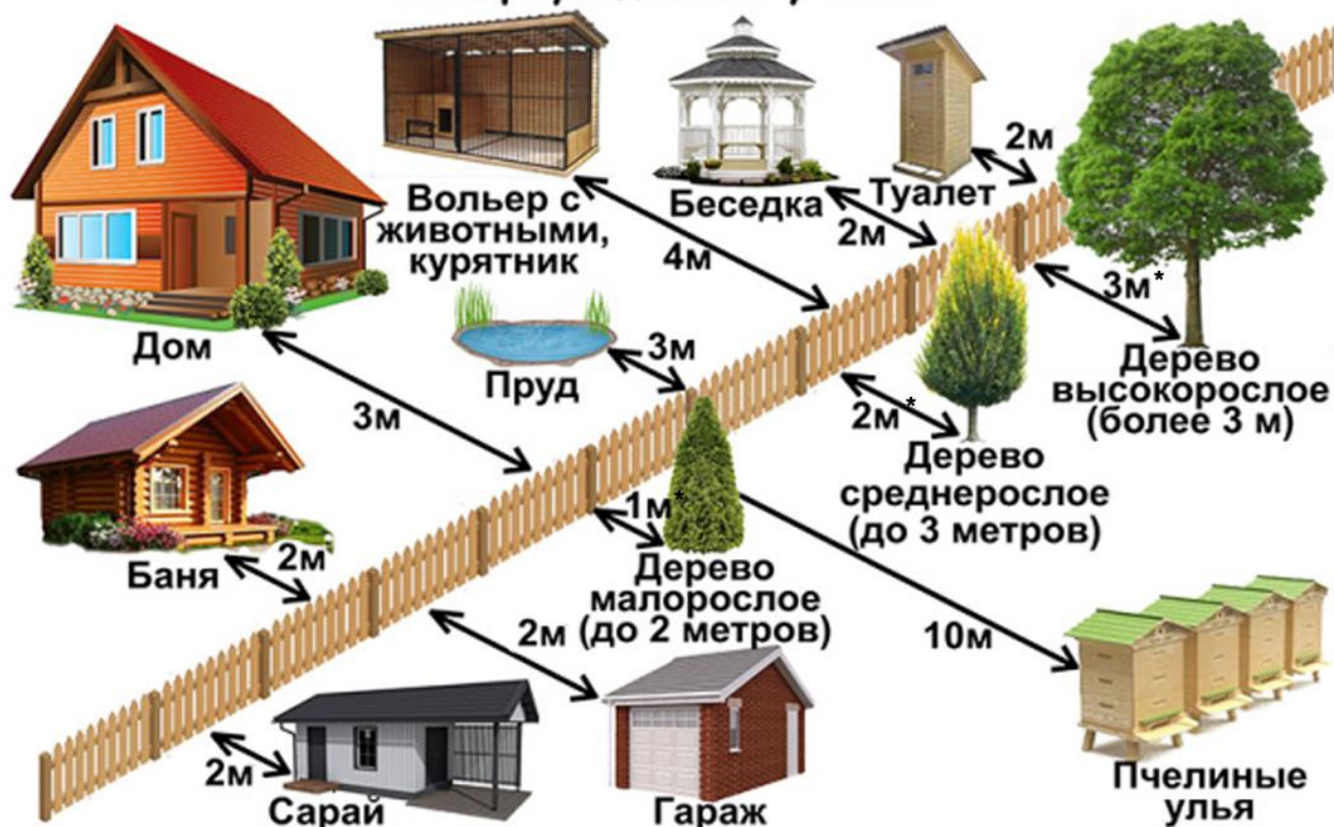 2м
Вольер с
животными,
курятник
Беседка
Туалет
2м
4м
3м*
Дом
Пруд
3м
Дерево
высокорослое
(более 3 м)
3м
2м*
Дерево
среднерослое
(до 3 метров)
1м*
Баня
2м
Дерево
малорослое
(до 2 метров)
2м
10м
2м
Сарай
Гараж
Пчелиные
улья